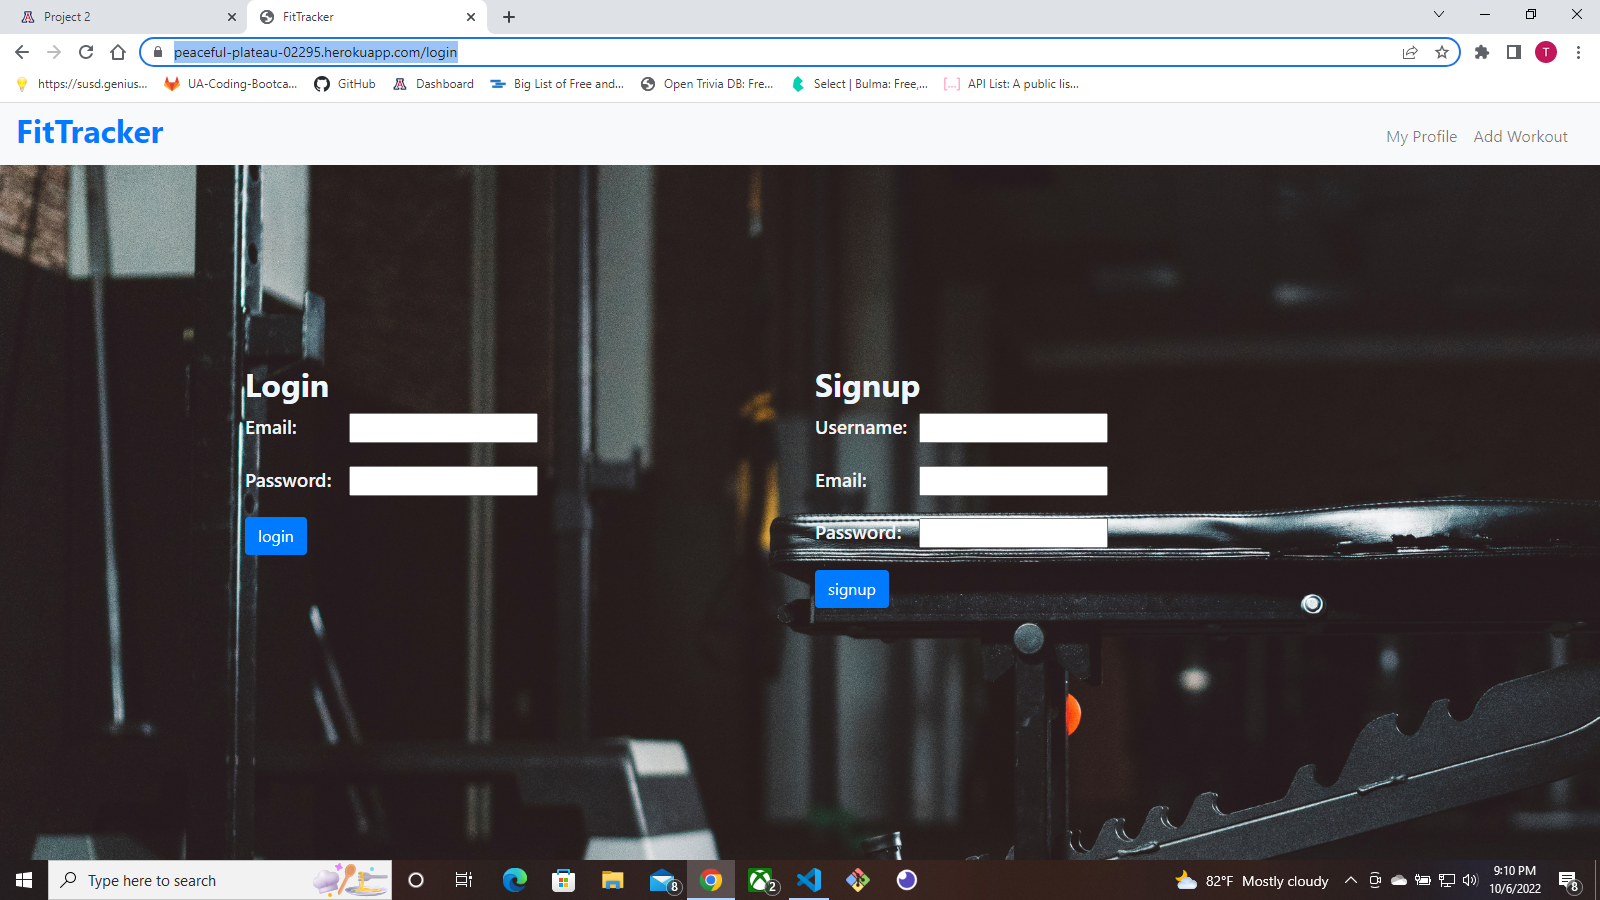 Project 2
FitTracker
peaceful-plateau-02295.herokuapp.com/login
T
https://susd.genius...
UA-Coding-Bootca...
GitHub
Dashboard
Big List of Free and...
Open Trivia DB: Fre...
Select | Bulma: Free,...
API List: A public lis...
FitTracker
My Profile
Add Workout
Login
Email:
Password:
login
Signup
Username:
Email:
Password:
signup
Type here to search
8
2
82°F Mostly cloudy
9:10 PM
10/6/2022
8